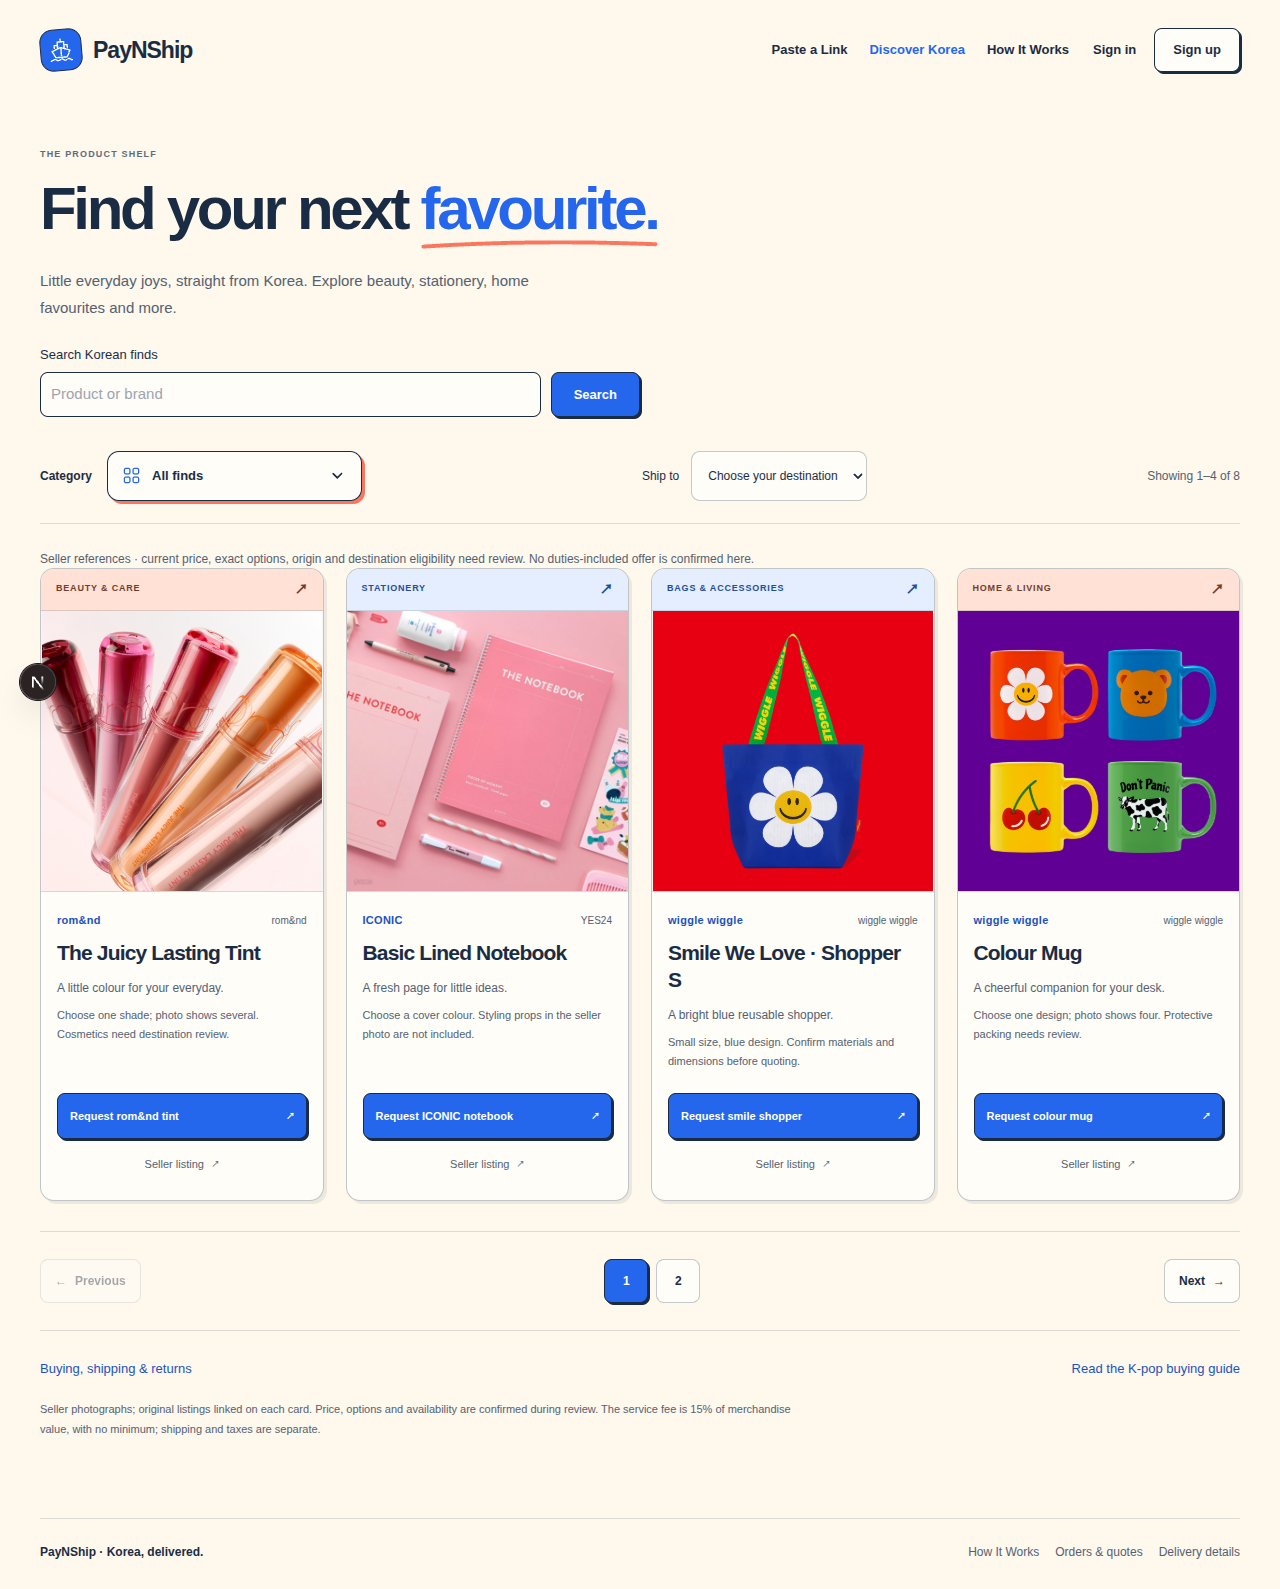 PayNShip
Paste a Link
Discover Korea
How It Works
Sign in
Sign up
THE PRODUCT SHELF
Find your next favourite.
Little everyday joys, straight from Korea. Explore beauty, stationery, home
favourites and more.
Search Korean finds
Product or brand
Search
Category
All finds
Ship to
Choose your destination
Showing 1–4 of 8
Seller references · current price, exact options, origin and destination eligibility need review. No duties-included offer is confirmed here.
BEAUTY & CARE ↗
THE JUICY LASTING TINT
rom&nd
rom&nd
The Juicy Lasting Tint
A little colour for your everyday.
Choose one shade; photo shows several.
Cosmetics need destination review.
Request rom&nd tint ↗
Seller listing ↗
STATIONERY ↗
THE NOTEBOOK
HE NOTEBOOK
ICONIC
YES24
Basic Lined Notebook
A fresh page for little ideas.
Choose a cover colour. Styling props in the seller
photo are not included.
Request ICONIC notebook ↗
Seller listing ↗
BAGS & ACCESSORIES ↗
WIGGLE WIGGLE
WIGGLE WIGGLE
wiggle wiggle
wiggle wiggle
Smile We Love · Shopper
S
A bright blue reusable shopper.
Small size, blue design. Confirm materials and
dimensions before quoting.
Request smile shopper ↗
Seller listing ↗
HOME & LIVING ↗
Don't Panic
wiggle wiggle
wiggle wiggle
Colour Mug
A cheerful companion for your desk.
Choose one design; photo shows four. Protective
packing needs review.
Request colour mug ↗
Seller listing ↗
N
← Previous
1
2
Next →
Buying, shipping & returns
Read the K-pop buying guide
Seller photographs; original listings linked on each card. Price, options and availability are confirmed during review. The service fee is 15% of merchandise
value, with no minimum; shipping and taxes are separate.
PayNShip · Korea, delivered.
How It Works
Orders & quotes
Delivery details